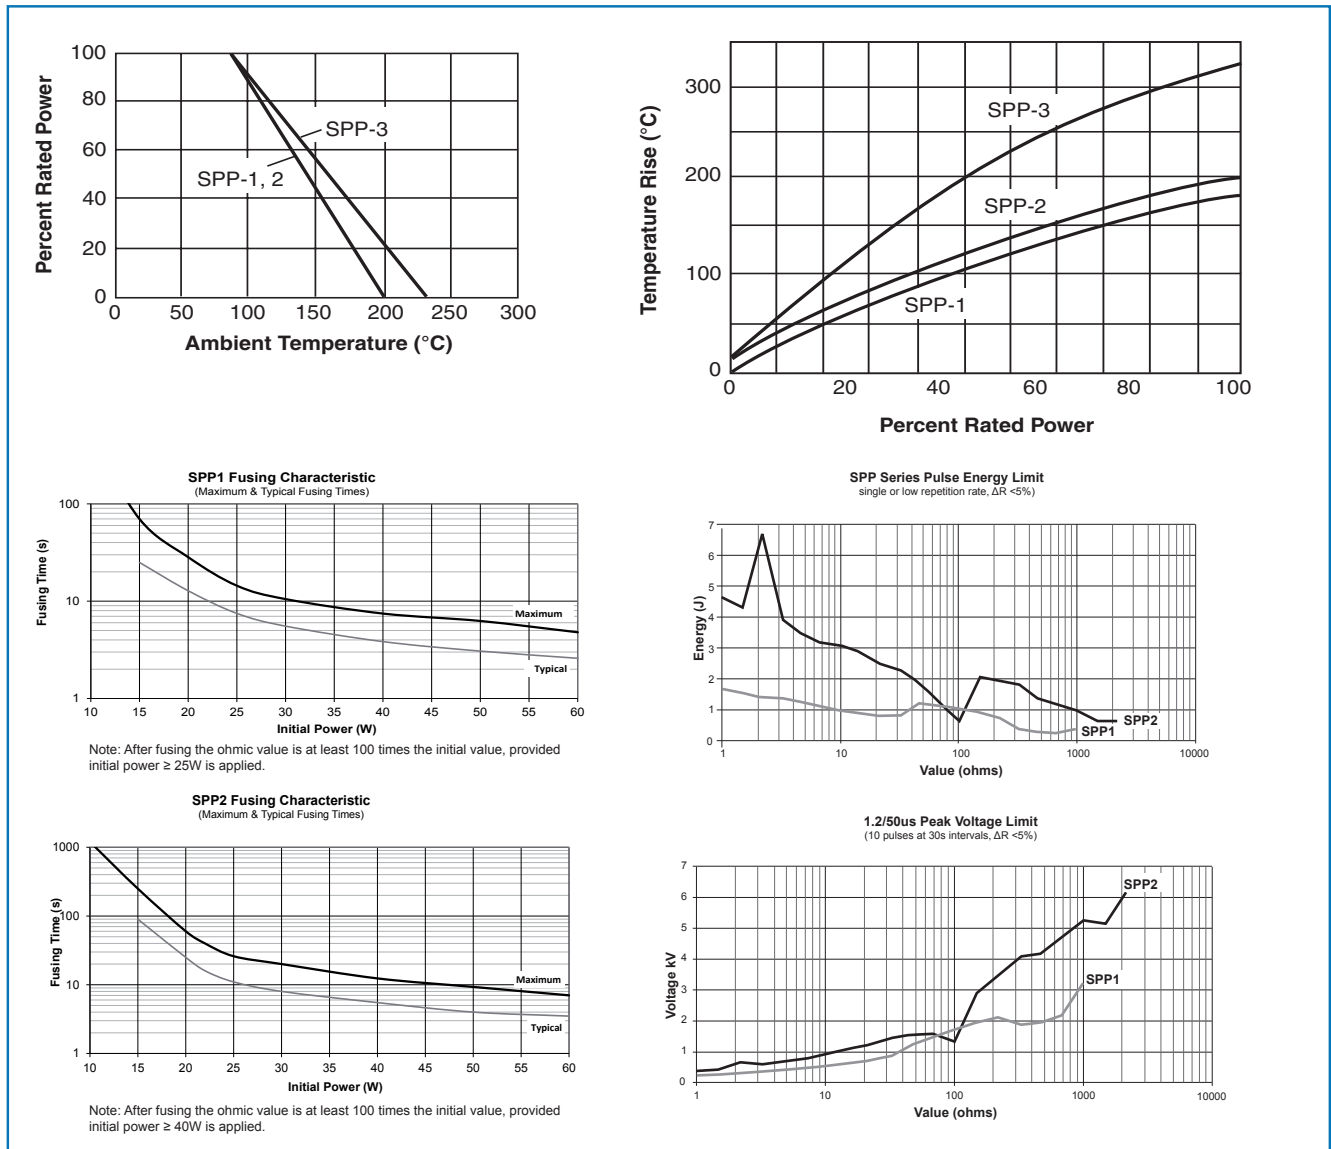 100
80
60
40
20
0
Percent Rated Power
SPP-3
SPP-1, 2
0 50 100 150 200 250 300
Ambient Temperature (°C)
300
200
100
0
Temperature Rise (°C)
SPP-3
SPP-2
SPP-1
0 20 40 60 80 100
Percent Rated Power
SPP1 Fusing Characteristic
(Maximum & Typical Fusing Times)
100
10
1
Fusing Time (s)
Maximum
Typical
10 15 20 25 30 35 40 45 50 55 60
Initial Power (W)
Note: After fusing the ohmic value is at least 100 times the initial value, provided
initial power ≥ 25W is applied.
SPP Series Pulse Energy Limit
single or low repetition rate, ΔR <5%)
7
6
5
4
3
2
1
0
Energy (J)
SPP2
SPP1
1 10 100 1000 10000
Value (ohms)
SPP2 Fusing Characteristic
(Maximum & Typical Fusing Times)
1000
100
10
1
Fusing Time (s)
Maximum
Typical
10 15 20 25 30 35 40 45 50 55 60
Initial Power (W)
Note: After fusing the ohmic value is at least 100 times the initial value, provided
initial power ≥ 40W is applied.
1.2/50us Peak Voltage Limit
(10 pulses at 30s intervals, ΔR <5%)
7
6
5
4
3
2
1
0
Voltage kV
SPP2
SPP1
1 10 100 1000 10000
Value (ohms)